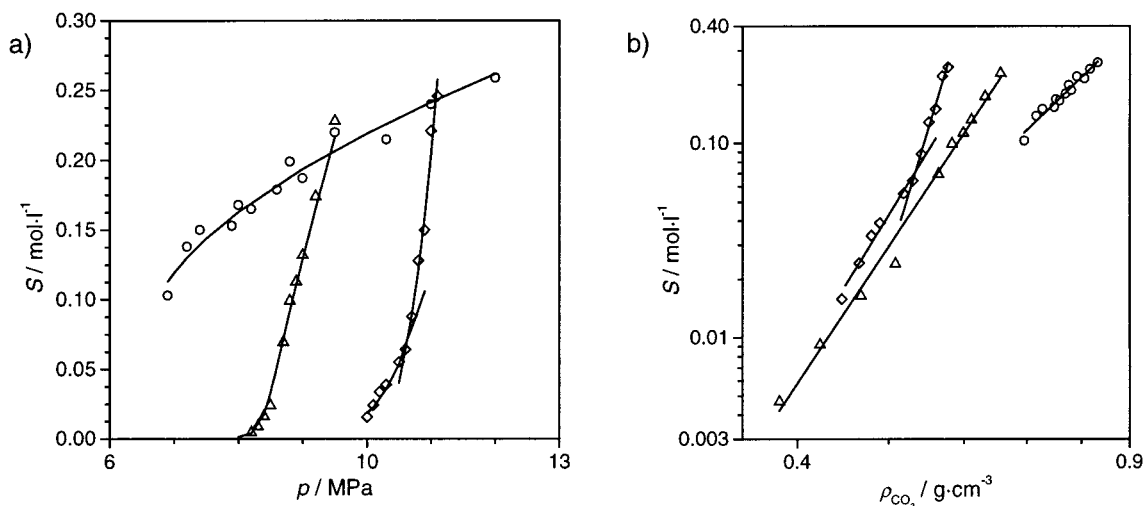 a)
0.30
0.25
0.20
0.15
0.10
0.05
0.00
S / mol·l⁻¹
6
10
13
p / MPa
b)
0.40
0.10
0.01
0.003
S / mol·l⁻¹
0.4
0.9
ρCO₂ / g·cm⁻³